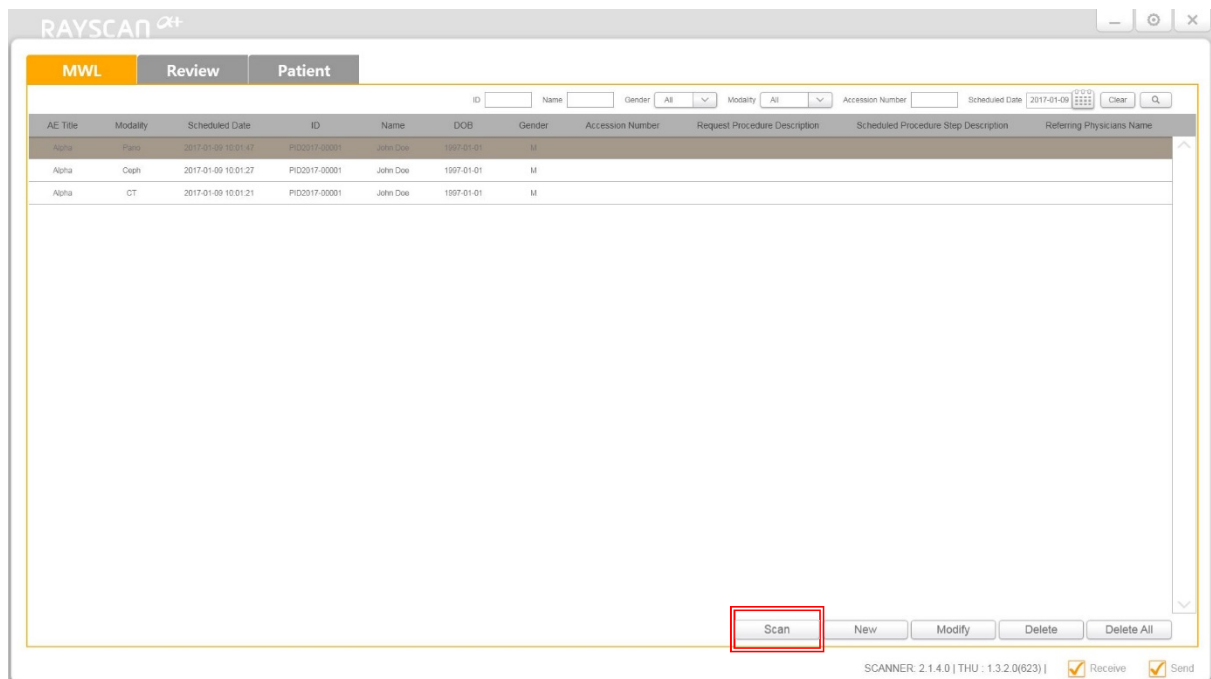 RAYSCAN α+
MWL Review Patient
ID Name Gender All Modality All Accession Number Scheduled Date 2017-01-09 Clear
AE Title Modality Scheduled Date ID Name DOB Gender Accession Number Request Procedure Description Scheduled Procedure Step Description Referring Physicians Name
Alpha Pano 2017-01-09 10:01:47 PID2017-00001 John Doe 1997-01-01 M
Alpha Ceph 2017-01-09 10:01:27 PID2017-00001 John Doe 1997-01-01 M
Alpha CT 2017-01-09 10:01:21 PID2017-00001 John Doe 1997-01-01 M
Scan New Modify Delete Delete All
SCANNER: 2.1.4.0 | THU : 1.3.2.0(623) | Receive Send